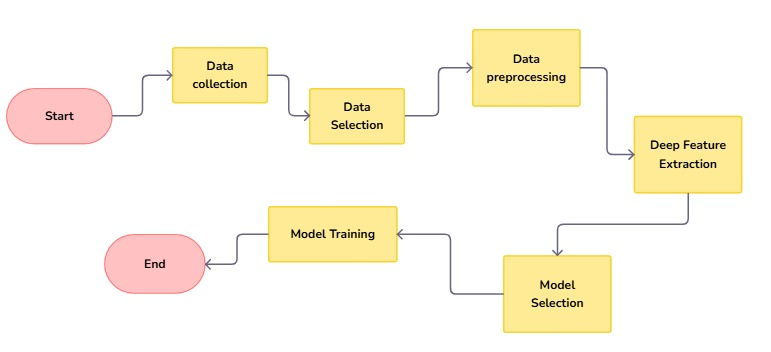 Start
Data
collection
Data
Selection
Data
preprocessing
Deep Feature
Extraction
Model
Selection
Model Training
End